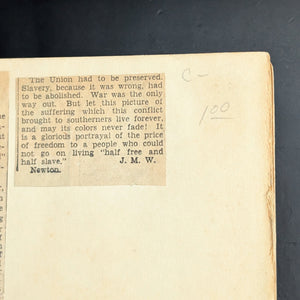 The Union had to be preserved.
Slavery, because it was wrong, had
to be abolished. War was the only
way out. But let this picture of
the suffering which this conflict
brought to southerners live forever,
and may its colors never fade! It
is a glorious portrayal of the price
of freedom to a people who could
not go on living "half free and
half slave." J. M. W.
Newton.
C-
100